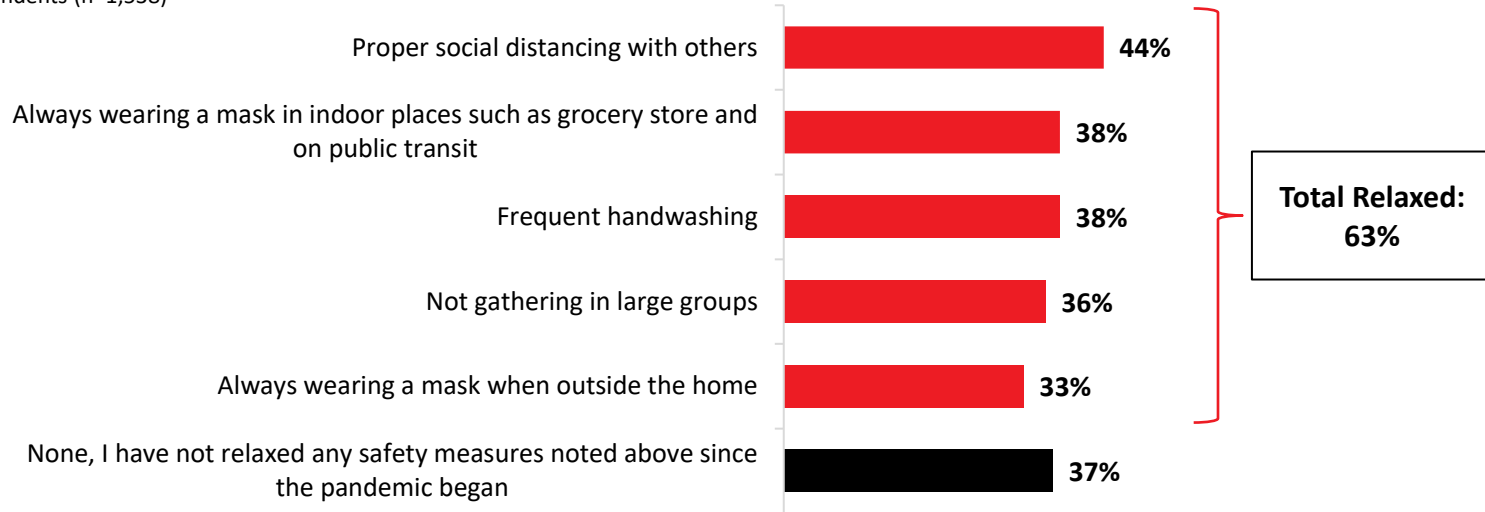 Proper social distancing with others
44%
Always wearing a mask in indoor places such as grocery store and
on public transit
38%
Frequent handwashing
38%
Not gathering in large groups
36%
Always wearing a mask when outside the home
33%
None, I have not relaxed any safety measures noted above since
the pandemic began
37%
Total Relaxed:
63%